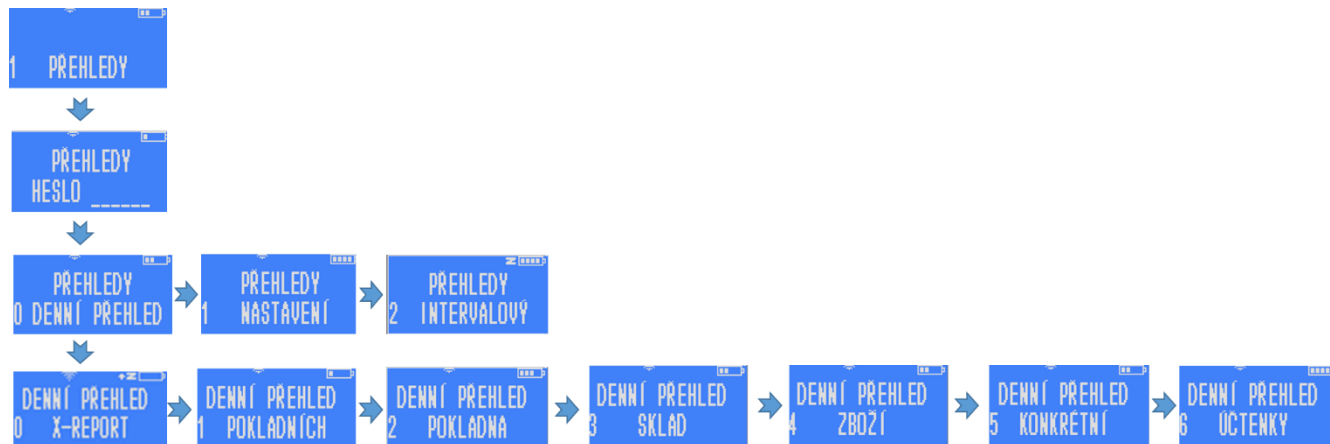 1 PŘEHLEDY
PŘEHLEDY
HESLO ______
PŘEHLEDY
0 DENNÍ PŘEHLED
PŘEHLEDY
1 NASTAVENÍ
PŘEHLEDY
2 INTERVALOVÝ
DENNÍ PŘEHLED
0 X-REPORT
DENNÍ PŘEHLED
1 POKLADNÍCH
DENNÍ PŘEHLED
2 POKLADNA
DENNÍ PŘEHLED
3 SKLAD
DENNÍ PŘEHLED
4 ZBOŽÍ
DENNÍ PŘEHLED
5 KONKRÉTNÍ
DENNÍ PŘEHLED
6 ÚČTENKY